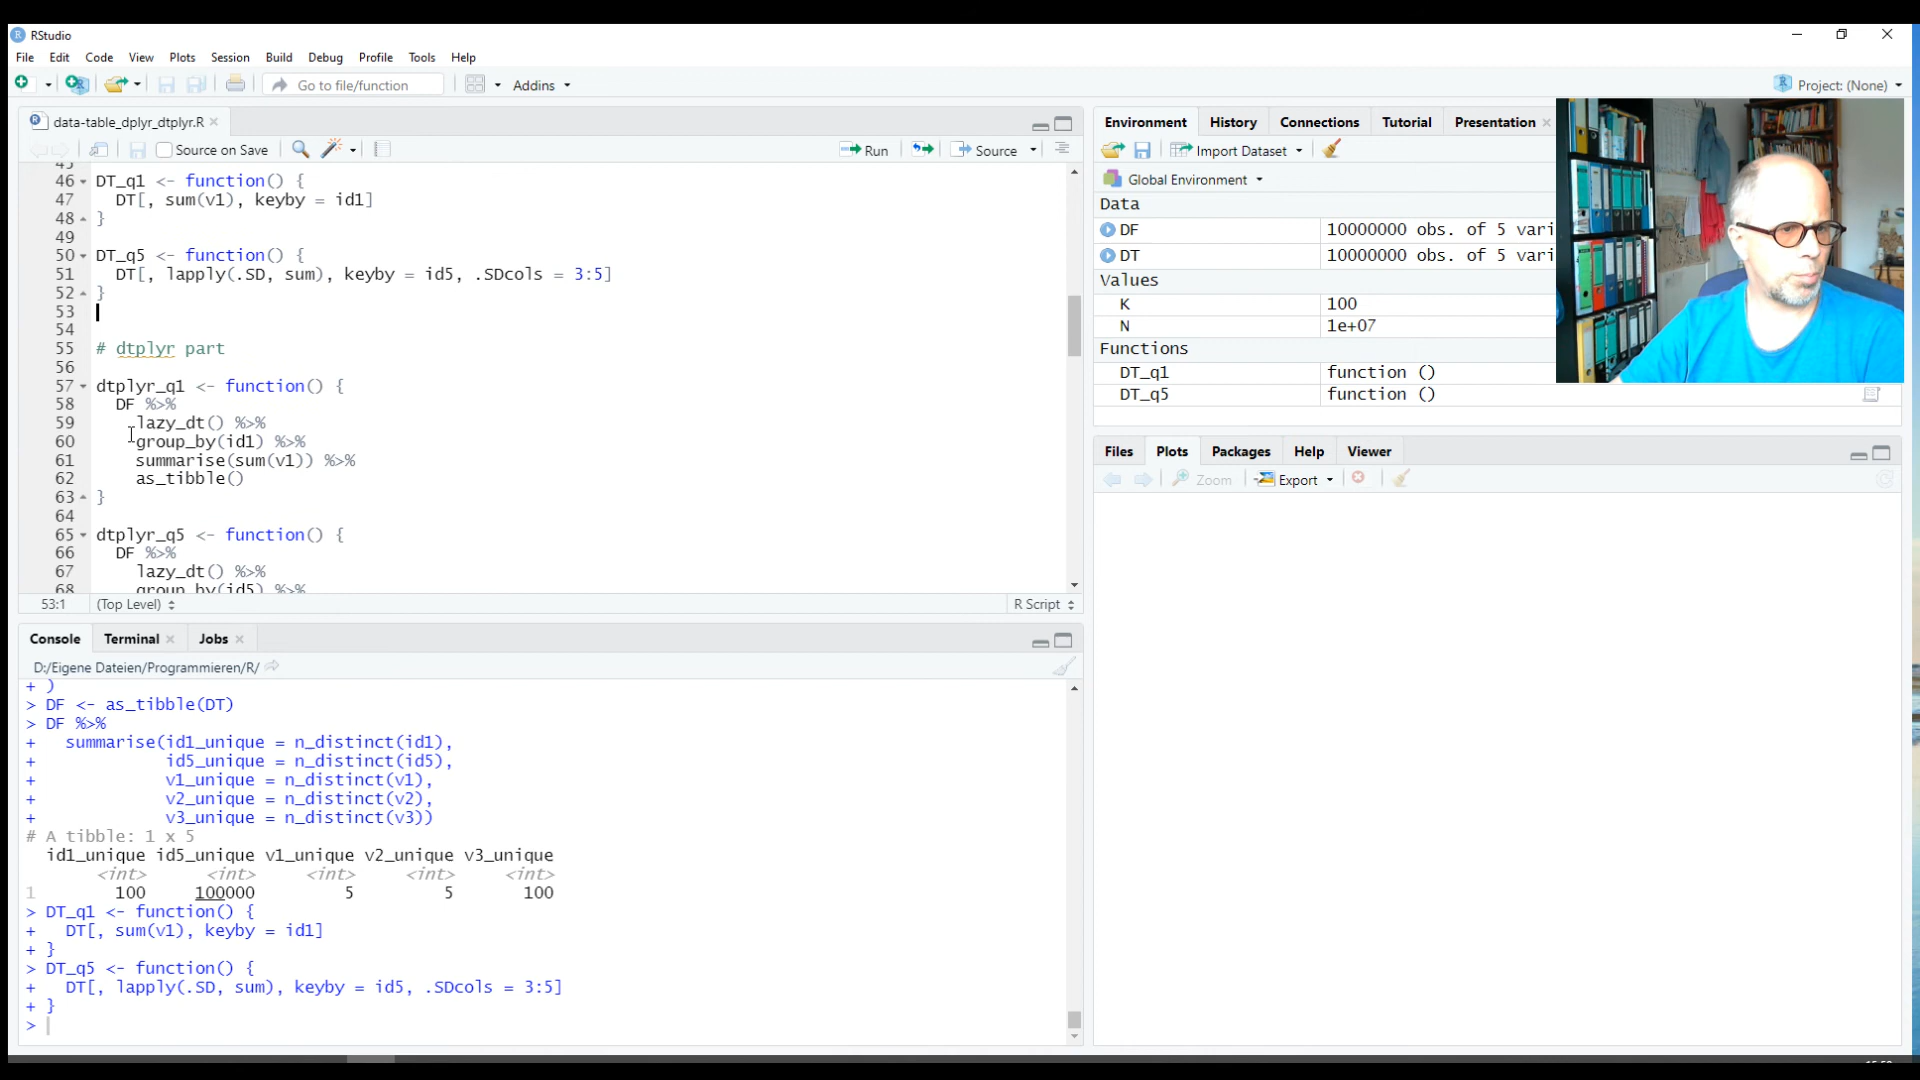 RStudio
File Edit Code View Plots Session Build Debug Profile Tools Help
Go to file/function Addins Project: (None)
data-table_dplyr_dtplyr.R
Source on Save Run Source
45
46 DT_q1 <- function() {
47 DT[, sum(v1), keyby = id1]
48 }
49
50 DT_q5 <- function() {
51 DT[, lapply(.SD, sum), keyby = id5, .SDcols = 3:5]
52 }
53
54
55 # dtplyr part
56
57 dtplyr_q1 <- function() {
58 DF %>%
59 lazy_dt() %>%
60 group_by(id1) %>%
61 summarise(sum(v1)) %>%
62 as_tibble()
63 }
64
65 dtplyr_q5 <- function() {
66 DF %>%
67 lazy_dt() %>%
68 group_by(id5) %>%
53:1 (Top Level) R Script
Console Terminal Jobs
D:/Eigene Dateien/Programmieren/R/
+ )
> DF <- as_tibble(DT)
> DF %>%
+ summarise(id1_unique = n_distinct(id1),
+ id5_unique = n_distinct(id5),
+ v1_unique = n_distinct(v1),
+ v2_unique = n_distinct(v2),
+ v3_unique = n_distinct(v3))
# A tibble: 1 x 5
id1_unique id5_unique v1_unique v2_unique v3_unique
<int> <int> <int> <int> <int>
1 100 100000 5 5 100
> DT_q1 <- function() {
+ DT[, sum(v1), keyby = id1]
+ }
> DT_q5 <- function() {
+ DT[, lapply(.SD, sum), keyby = id5, .SDcols = 3:5]
+ }
>
Environment History Connections Tutorial Presentation
Import Dataset
Global Environment
Data
DF 10000000 obs. of 5 vari
DT 10000000 obs. of 5 vari
Values
K 100
N 1e+07
Functions
DT_q1 function ()
DT_q5 function ()
Files Plots Packages Help Viewer
Zoom Export